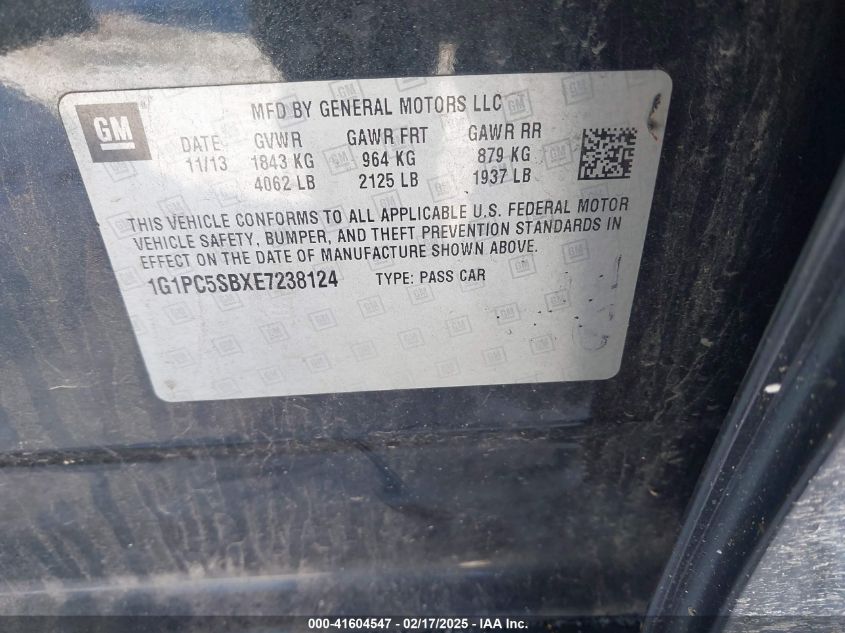 GM
MFD BY GENERAL MOTORS LLC
DATE GVWR GAWR FRT GAWR RR
11/13 1843 KG 964 KG 879 KG
4062 LB 2125 LB 1937 LB
THIS VEHICLE CONFORMS TO ALL APPLICABLE U.S. FEDERAL MOTOR
VEHICLE SAFETY, BUMPER, AND THEFT PREVENTION STANDARDS IN
EFFECT ON THE DATE OF MANUFACTURE SHOWN ABOVE.
1G1PC5SBXE7238124 TYPE: PASS CAR
000-41604547 - 02/17/2025 - IAA Inc.